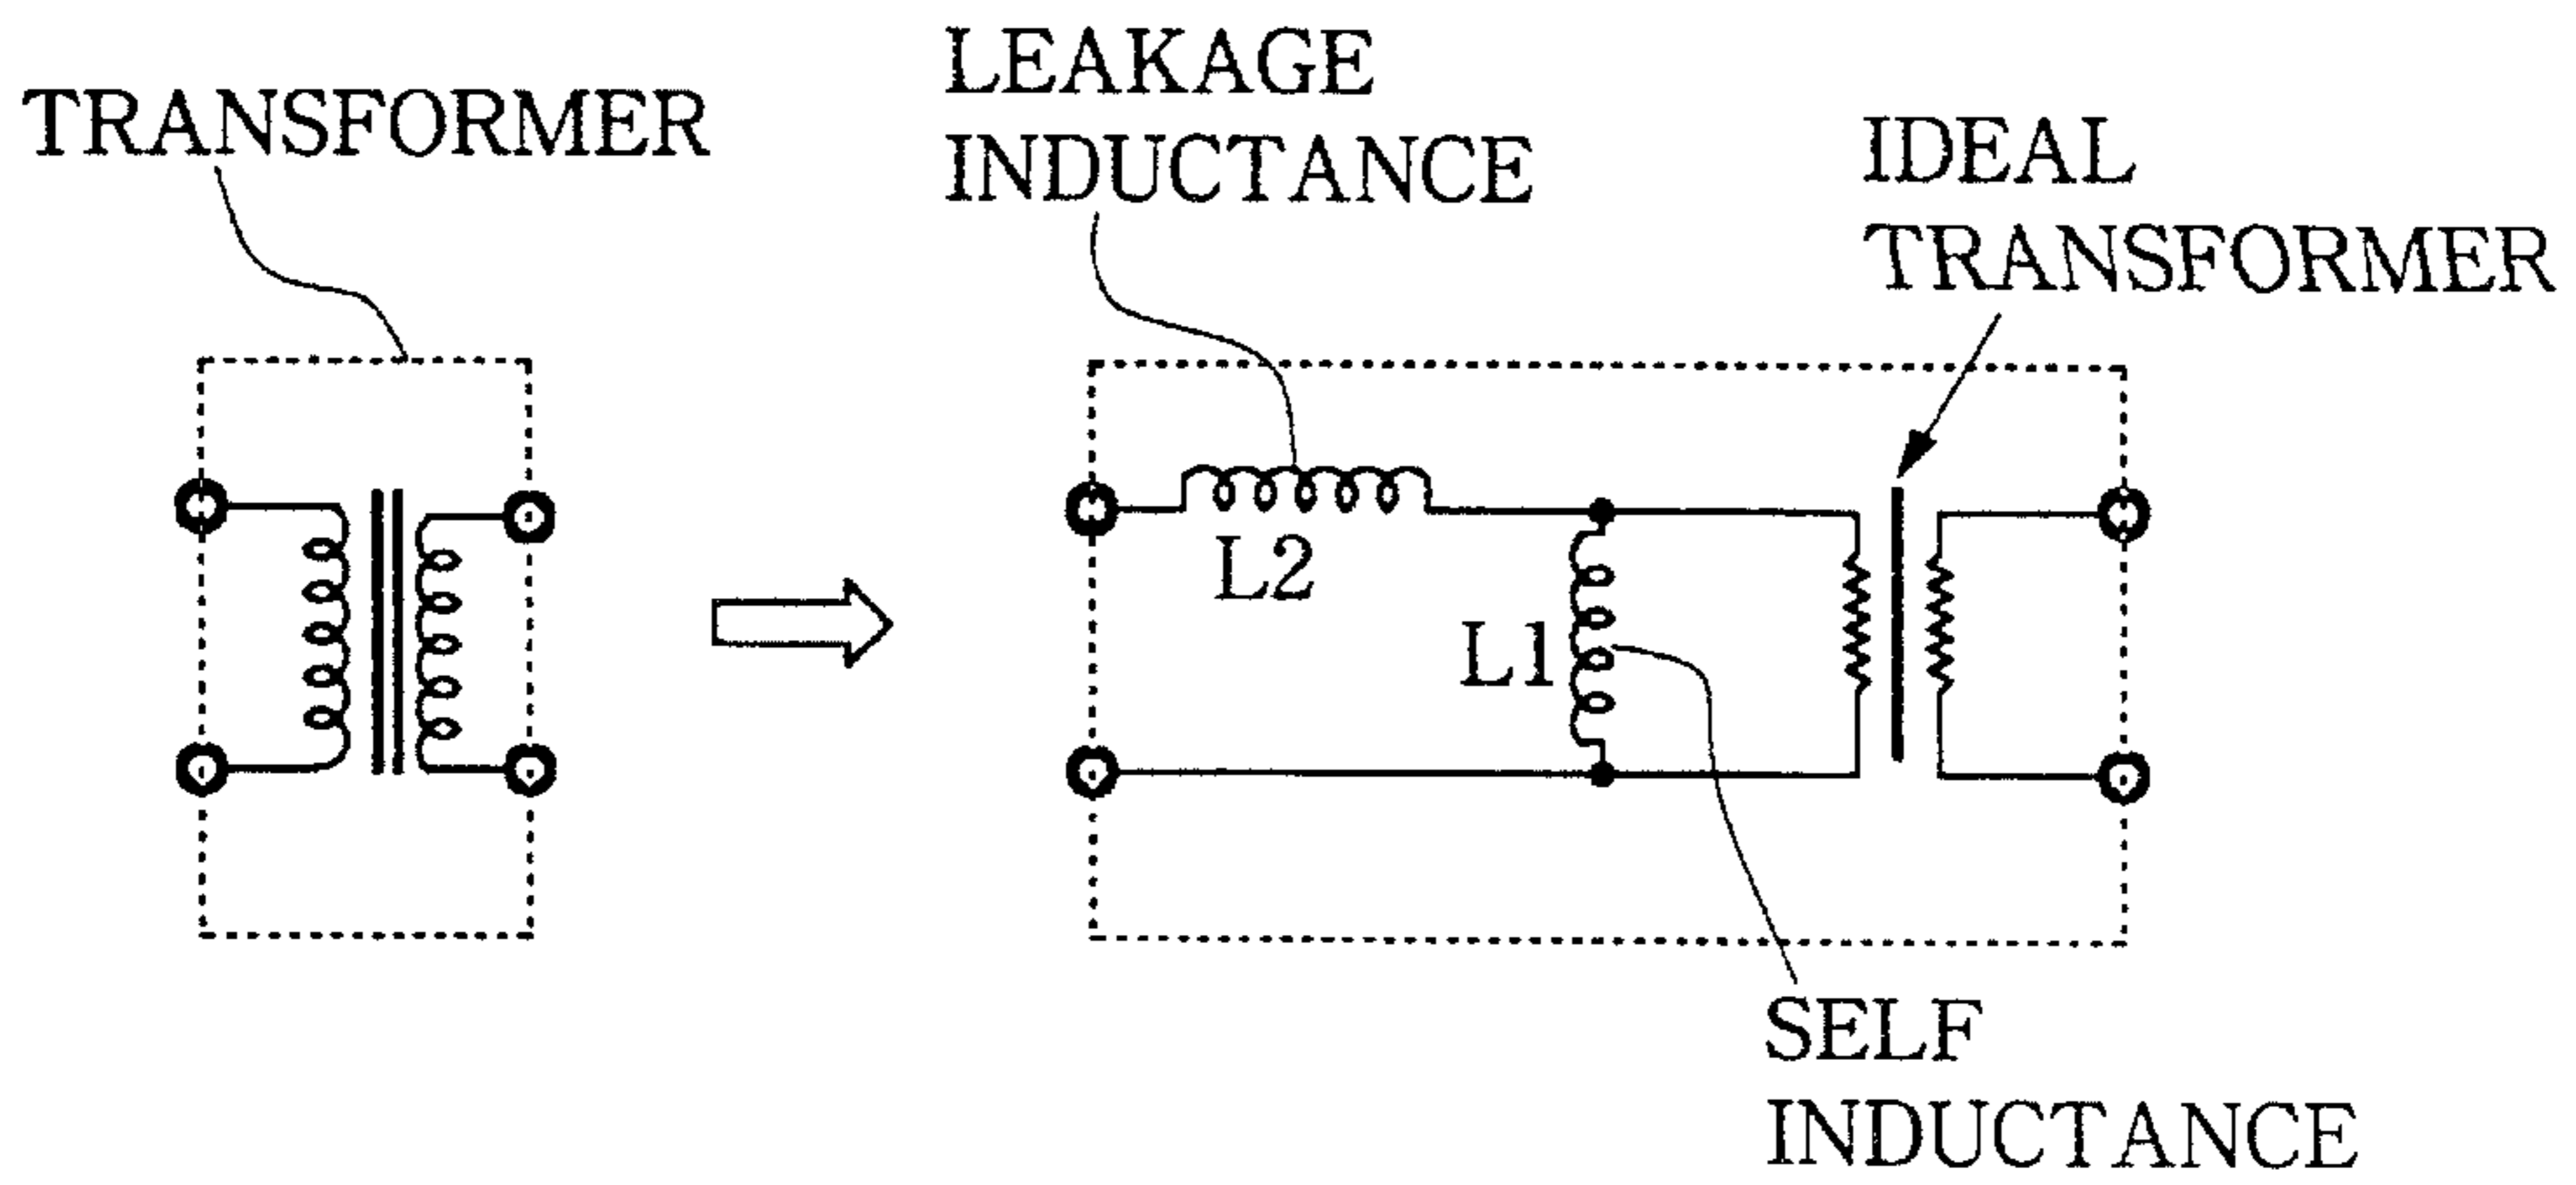 TRANSFORMER
LEAKAGE
INDUCTANCE
IDEAL
TRANSFORMER
L2
L1
SELF
INDUCTANCE